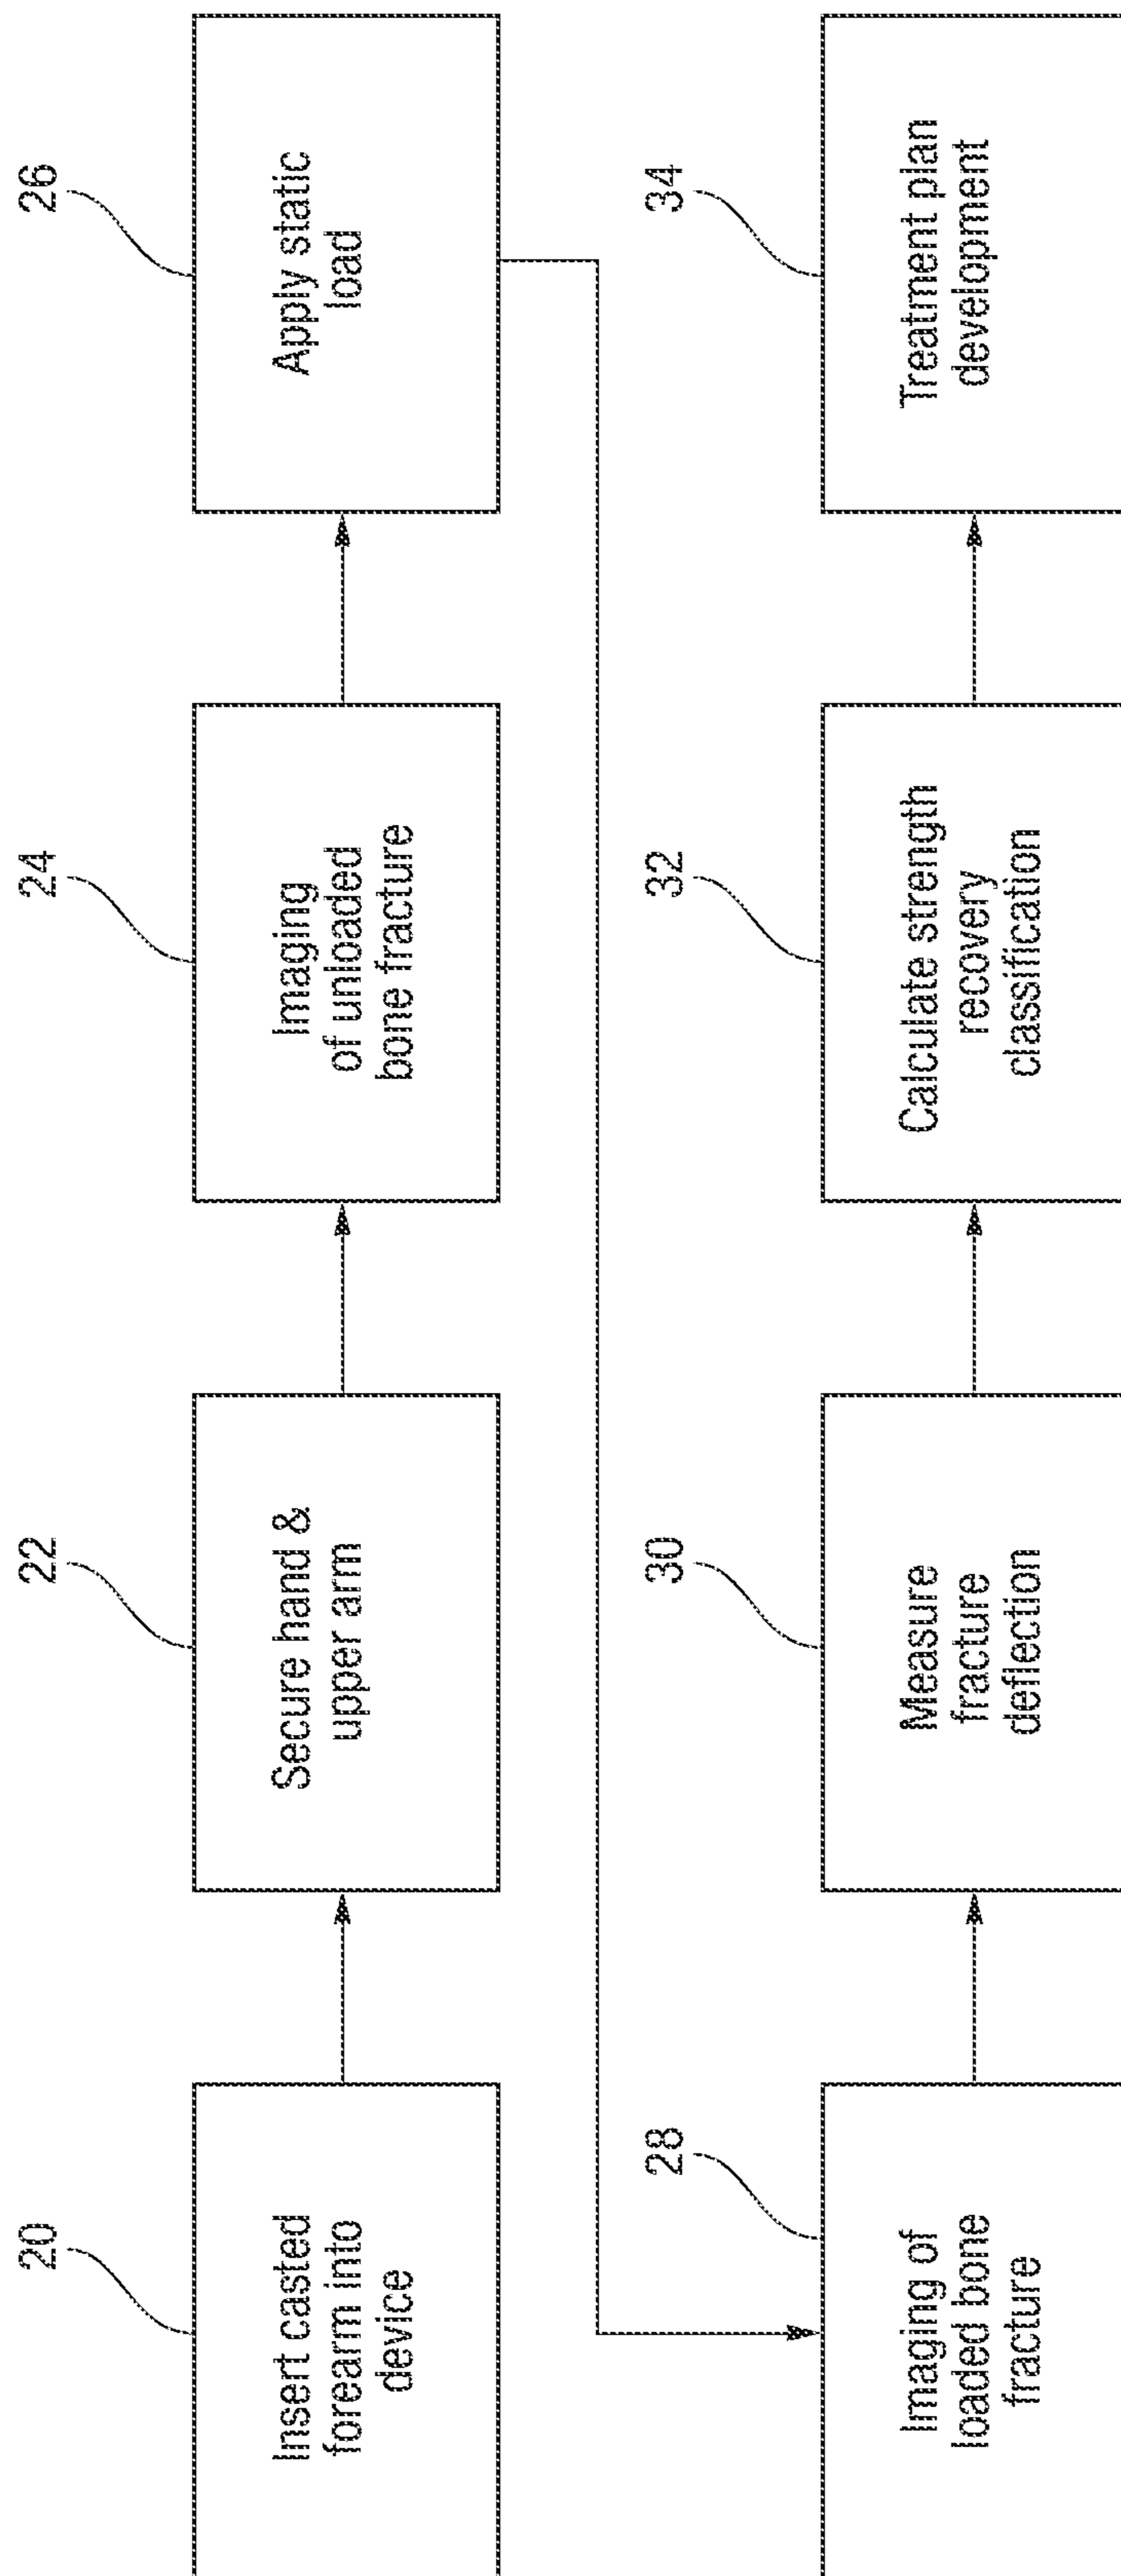 20
Insert casted
forearm into
device
22
Secure hand &
upper arm
24
Imaging
of unloaded
bone fracture
26
Apply static
load
28
Imaging of
loaded bone
fracture
30
Measure
fracture
deflection
32
Calculate strength
recovery
classification
34
Treatment plan
development